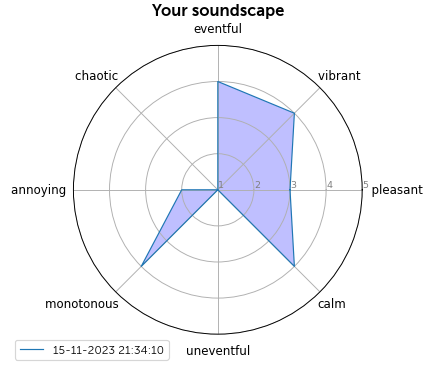 Your soundscape
eventful
chaotic
vibrant
annoying
1
2
3
4
5
pleasant
monotonous
calm
15-11-2023 21:34:10
uneventful